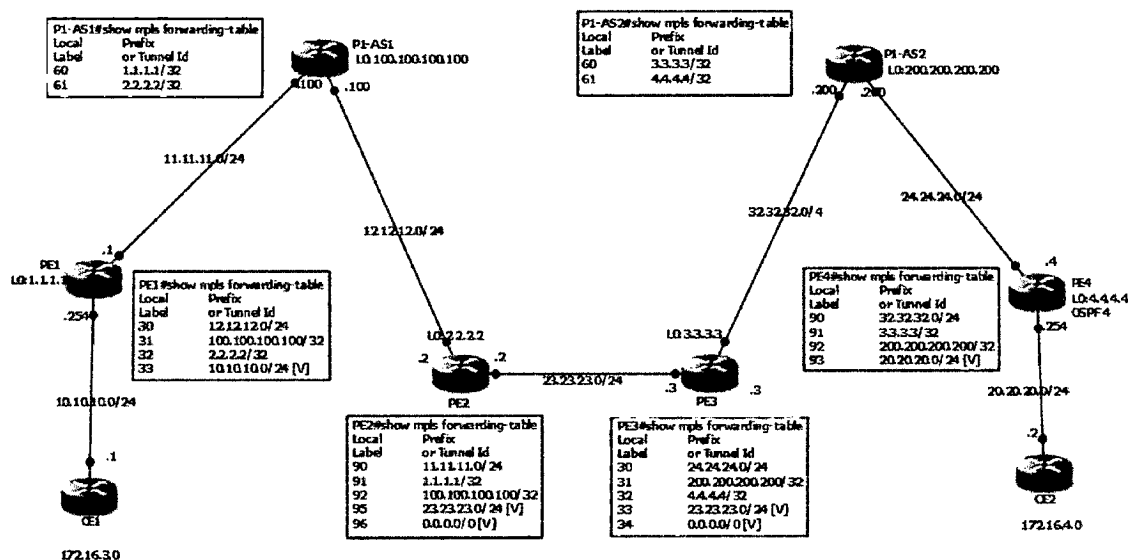 P1-AS1#show mpls forwarding-table
Local Prefix
Label or Tunnel Id
60 1.1.1.1/32
61 2.2.2.2/32
P1-AS1
L0:100.100.100.100
.100
.100
P1-AS2#show mpls forwarding-table
Local Prefix
Label or Tunnel Id
60 3.3.3.3/32
61 4.4.4.4/32
P1-AS2
L0:200.200.200.200
.200
.200
11.11.11.0/24
12.12.12.0/24
32.32.32.0/4
24.24.24.0/24
.1
PE1
L0:1.1.1.
.254
PE1#show mpls forwarding-table
Local Prefix
Label or Tunnel Id
30 12.12.12.0/24
31 100.100.100.100/32
32 2.2.2.2/32
33 10.10.10.0/24 [V]
L0:2.2.2.2
.2
.2
PE2
23.23.23.0/24
L0:3.3.3.3
.3
.3
PE3
PE4#show mpls forwarding-table
Local Prefix
Label or Tunnel Id
90 32.32.32.0/24
91 3.3.3.3/32
92 200.200.200.200/32
93 20.20.20.0/24 [V]
.4
PE4
L0:4.4.4.4
OSPF 4
.254
10.10.10.0/24
.1
CE1
172.16.3.0
PE2#show mpls forwarding-table
Local Prefix
Label or Tunnel Id
90 11.11.11.0/24
91 1.1.1.1/32
92 100.100.100.100/32
95 23.23.23.0/24 [V]
96 0.0.0.0/0 [V]
PE3#show mpls forwarding-table
Local Prefix
Label or Tunnel Id
30 24.24.24.0/24
31 200.200.200.200/32
32 4.4.4.4/32
33 23.23.23.0/24 [V]
34 0.0.0.0/0 [V]
20.20.20.0/24
.2
CE2
172.16.4.0